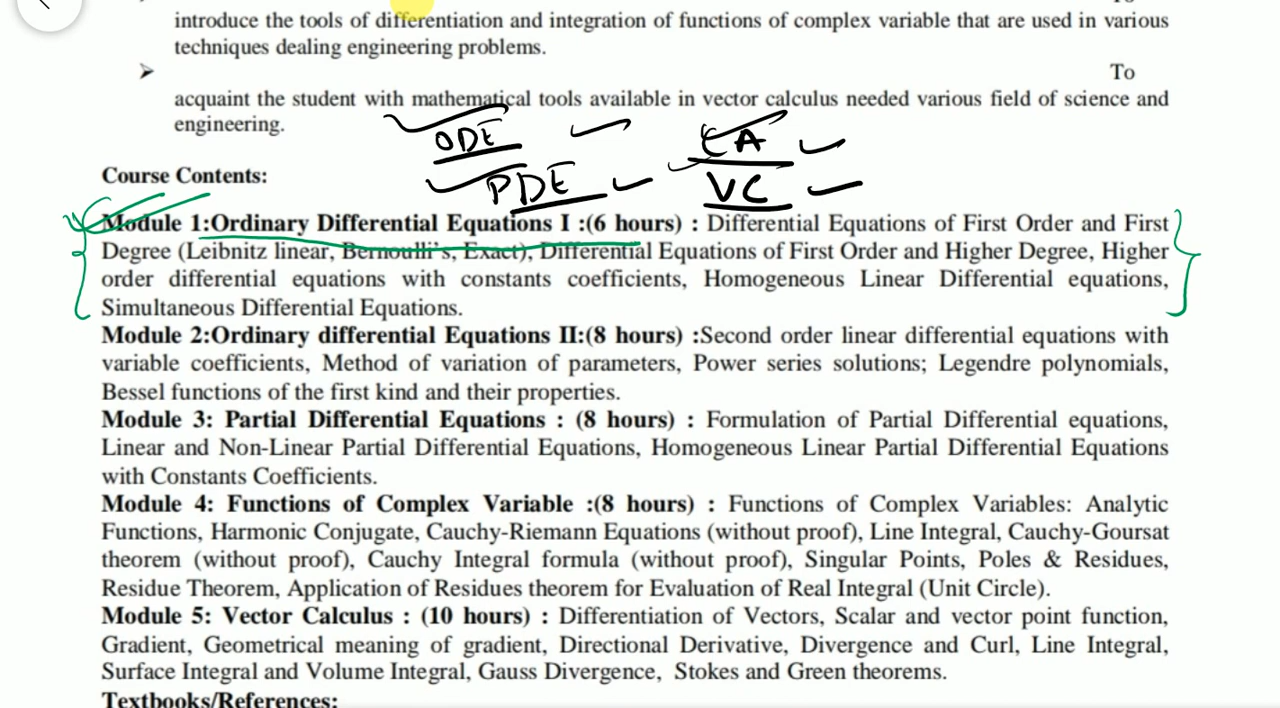 introduce the tools of differentiation and integration of functions of complex variable that are used in various
techniques dealing engineering problems.
➤ To
acquaint the student with mathematical tools available in vector calculus needed various field of science and
engineering.
ODE CA
PDE VC
Course Contents:
Module 1:Ordinary Differential Equations I :(6 hours) : Differential Equations of First Order and First
Degree (Leibnitz linear, Bernoulli's, Exact), Differential Equations of First Order and Higher Degree, Higher
order differential equations with constants coefficients, Homogeneous Linear Differential equations,
Simultaneous Differential Equations.
Module 2:Ordinary differential Equations II:(8 hours) :Second order linear differential equations with
variable coefficients, Method of variation of parameters, Power series solutions; Legendre polynomials,
Bessel functions of the first kind and their properties.
Module 3: Partial Differential Equations : (8 hours) : Formulation of Partial Differential equations,
Linear and Non-Linear Partial Differential Equations, Homogeneous Linear Partial Differential Equations
with Constants Coefficients.
Module 4: Functions of Complex Variable :(8 hours) : Functions of Complex Variables: Analytic
Functions, Harmonic Conjugate, Cauchy-Riemann Equations (without proof), Line Integral, Cauchy-Goursat
theorem (without proof), Cauchy Integral formula (without proof), Singular Points, Poles & Residues,
Residue Theorem, Application of Residues theorem for Evaluation of Real Integral (Unit Circle).
Module 5: Vector Calculus : (10 hours) : Differentiation of Vectors, Scalar and vector point function,
Gradient, Geometrical meaning of gradient, Directional Derivative, Divergence and Curl, Line Integral,
Surface Integral and Volume Integral, Gauss Divergence, Stokes and Green theorems.
Textbooks/References: